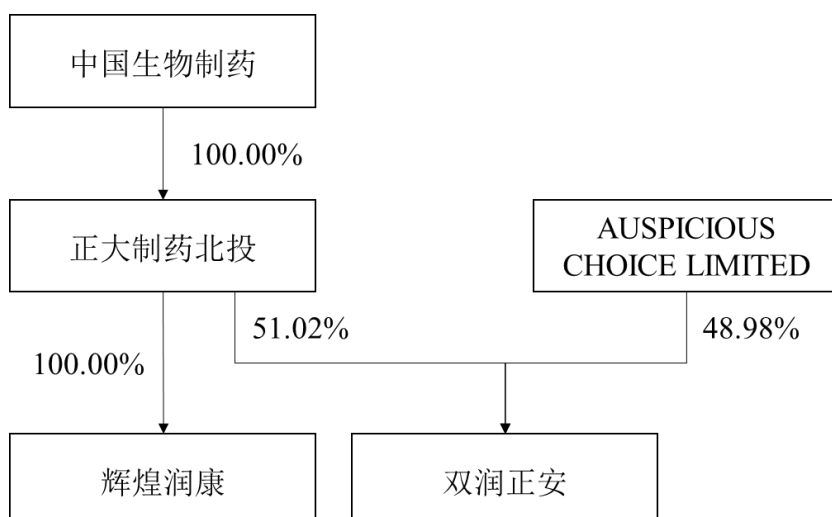 中国生物制药
100.00%
正大制药北投
AUSPICIOUS
CHOICE LIMITED
51.02%
48.98%
100.00%
辉煌润康
双润正安